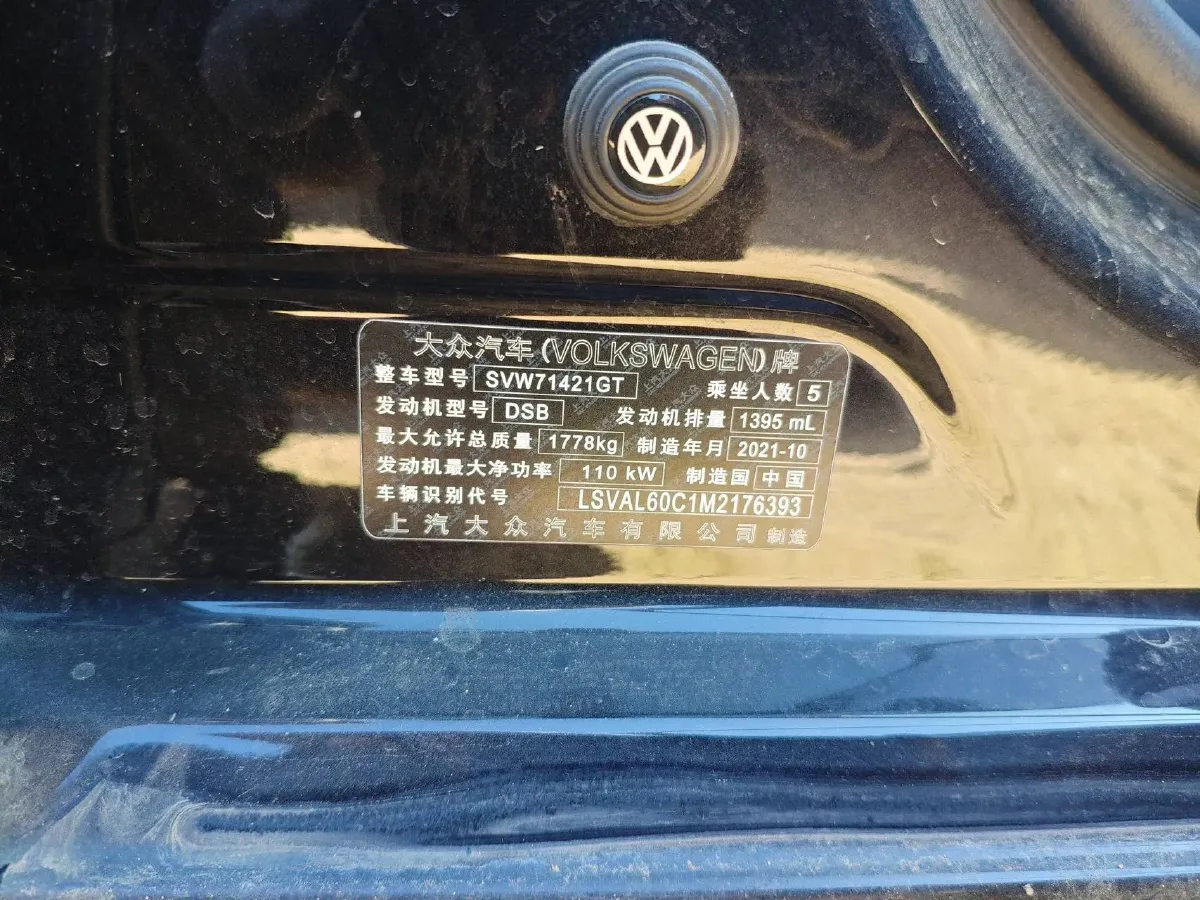 大众汽车(VOLKSWAGEN)牌
整车型号 SVW71421GT 乘坐人数 5
发动机型号 DSB 发动机排量 1395 mL
最大允许总质量 1778kg 制造年月 2021-10
发动机最大净功率 110 kW 制造国 中国
车辆识别代号 LSVAL60C1M2176393
上汽大众汽车有限公司 制造